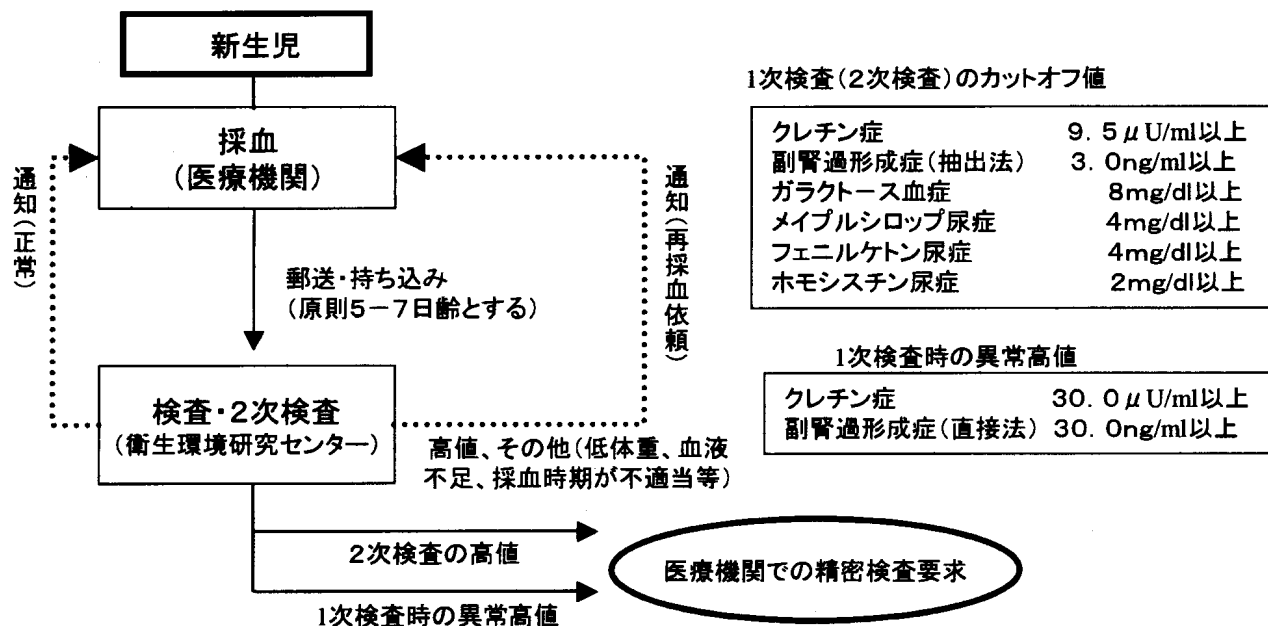 新生児
採血
(医療機関)
通知(正常)
通知(再採血依頼)
郵送・持ち込み
(原則5-7日齢とする)
検査・2次検査
(衛生環境研究センター)
高値、その他(低体重、血液
不足、採血時期が不適当等)
2次検査の高値
1次検査時の異常高値
医療機関での精密検査要求
1次検査(2次検査)のカットオフ値
クレチン症 9.5μU/ml以上
副腎過形成症(抽出法) 3.0ng/ml以上
ガラクトース血症 8mg/dl以上
メイプルシロップ尿症 4mg/dl以上
フェニルケトン尿症 4mg/dl以上
ホモシスチン尿症 2mg/dl以上
1次検査時の異常高値
クレチン症 30.0μU/ml以上
副腎過形成症(直接法) 30.0ng/ml以上